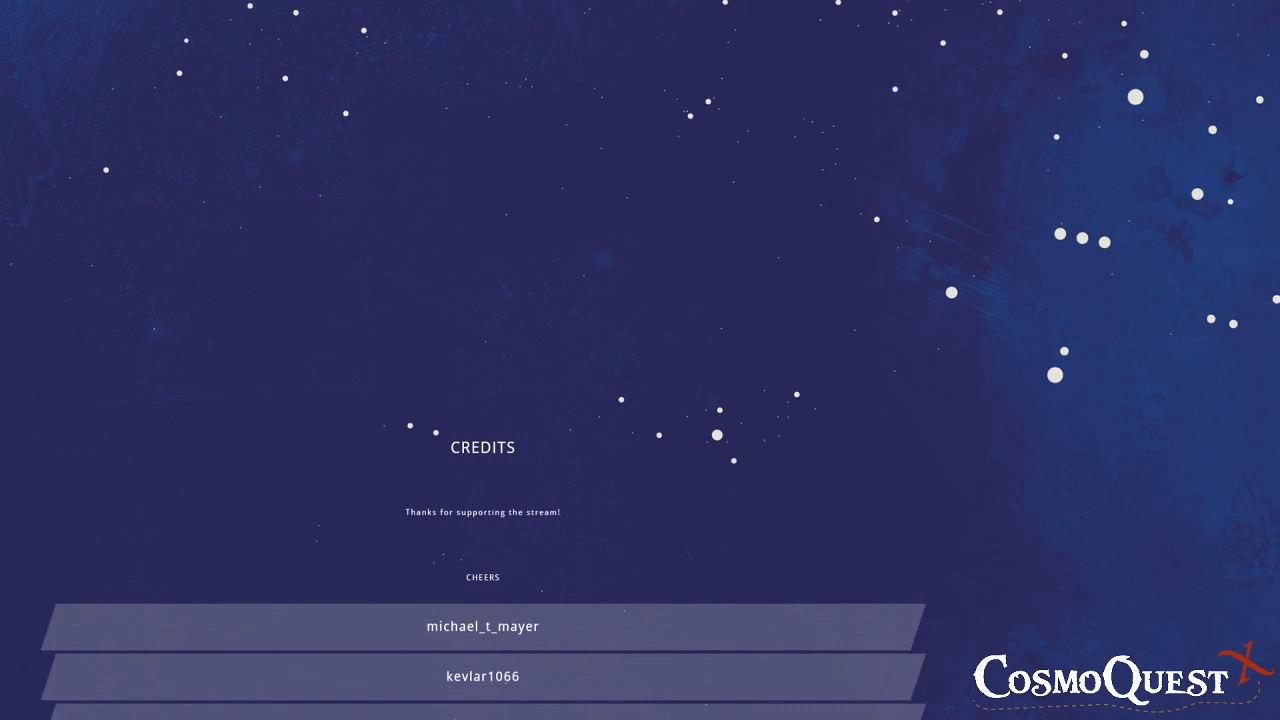 CREDITS
Thanks for supporting the stream!
CHEERS
michael_t_mayer
kevlar1066
COSMOQUEST X